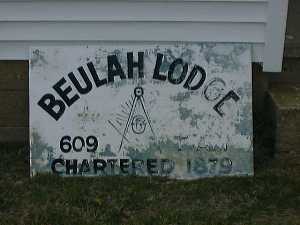 BEULAH LODGE
609
G
CHARTERED 1879